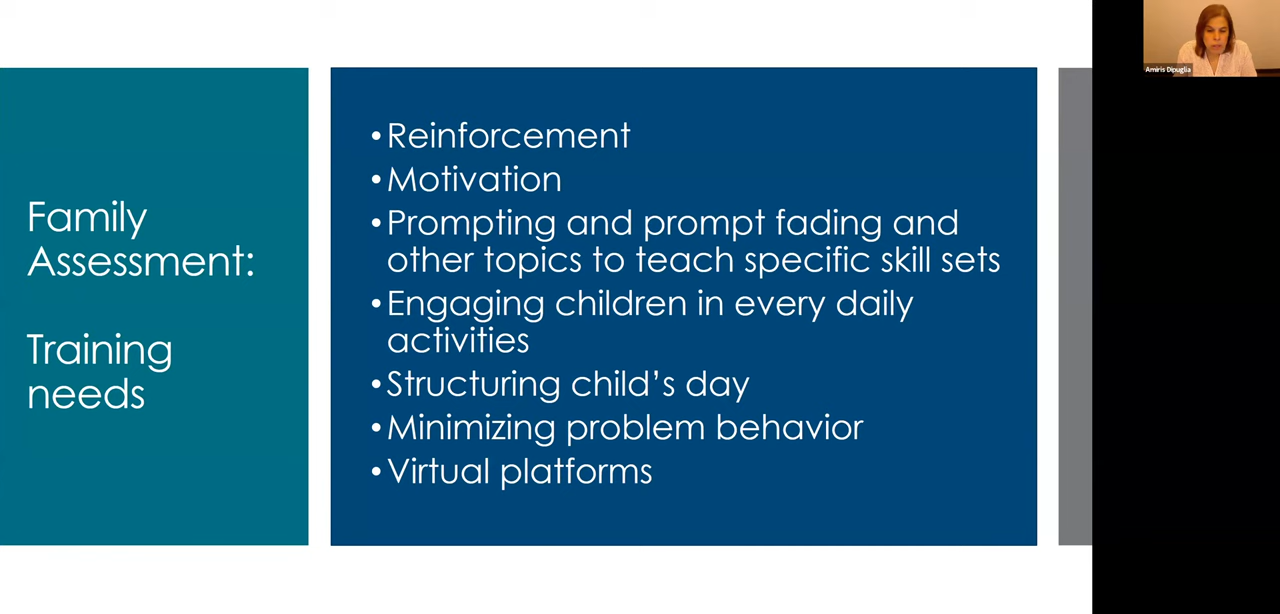 Family
Assessment:
Training
needs
•Reinforcement
•Motivation
•Prompting and prompt fading and
other topics to teach specific skill sets
•Engaging children in every daily
activities
•Structuring child’s day
•Minimizing problem behavior
•Virtual platforms
Amiris Dipuglia